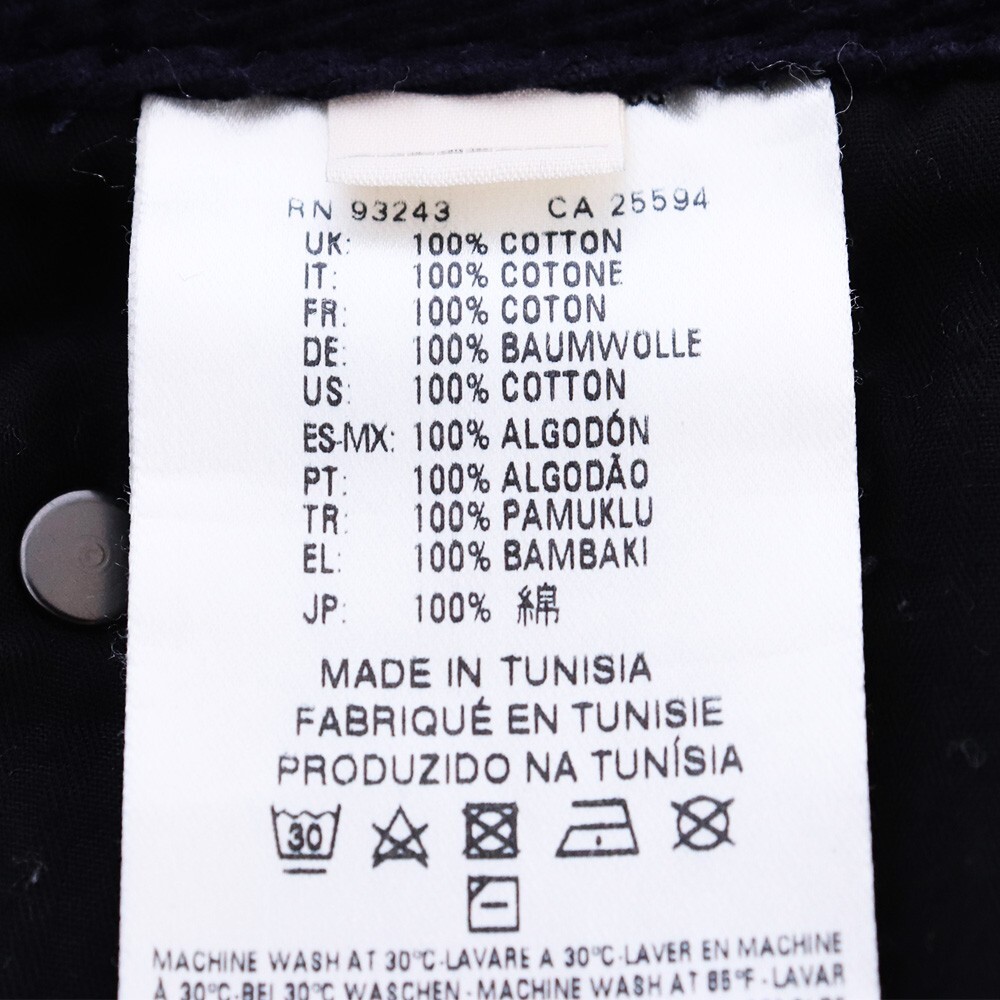 RN 93243 CA 25594
UK: 100% COTTON
IT: 100% COTONE
FR: 100% COTON
DE: 100% BAUMWOLLE
US: 100% COTTON
ES-MX: 100% ALGODÓN
PT: 100% ALGODÃO
TR: 100% PAMUKLU
EL: 100% BAMBAKI
JP: 100% 綿
MADE IN TUNISIA
FABRIQUÉ EN TUNISIE
PRODUZIDO NA TUNÍSIA
30
MACHINE WASH AT 30°C-LAVARE A 30°C-LAVER EN MACHINE
À 30°C-BEI 30°C WASCHEN-MACHINE WASH AT 86°F-LAVAR